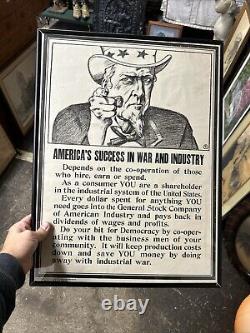 AMERICA'S SUCCESS IN WAR AND INDUSTRY
Depends on the co-operation of those
who hire, earn or spend.
As a consumer YOU are a shareholder
in the industrial system of the United States.
Every dollar spent for anything YOU
need goes into the General Stock Company
of American Industry and pays back in
dividends of wages and profits.
Do your bit for Democracy by co-oper-
ating with the business men of your
community. It will keep production costs
down and save YOU money by doing
away with industrial war.